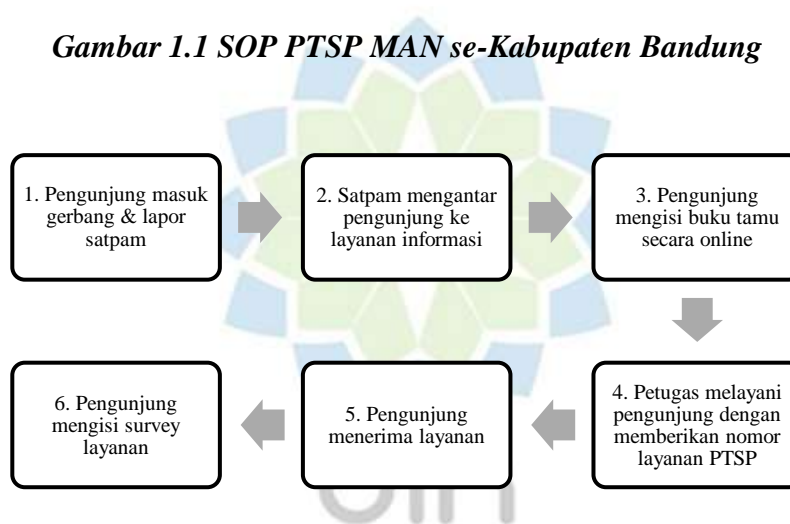 Gambar 1.1 SOP PTSP MAN se-Kabupaten Bandung
1. Pengunjung masuk
gerbang & lapor
satpam
2. Satpam mengantar
pengunjung ke
layanan informasi
3. Pengunjung
mengisi buku tamu
secara online
4. Petugas melayani
pengunjung dengan
memberikan nomor
layanan PTSP
5. Pengunjung
menerima layanan
6. Pengunjung
mengisi survey
layanan